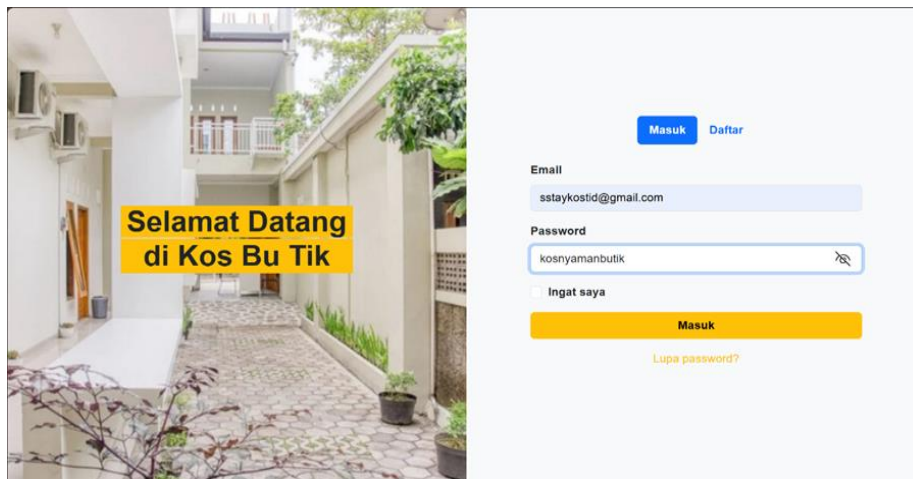 Selamat Datang
di Kos Bu Tik
Masuk
Daftar
Email
sstaykostid@gmail.com
Password
kosnyamanbutik
Ingat saya
Masuk
Lupa password?